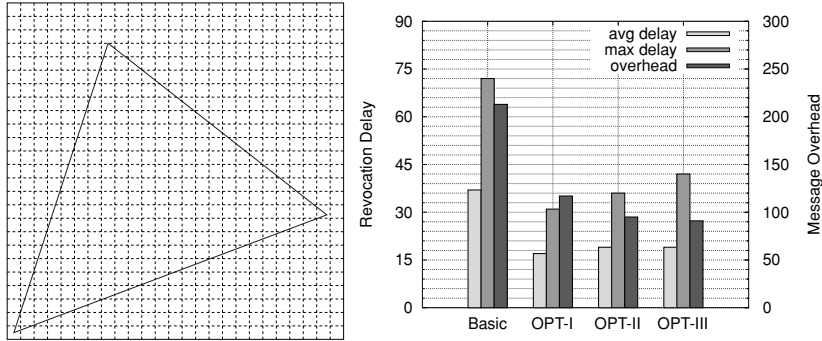 90
75
60
45
30
15
0
Revocation Delay
avg delay
max delay
overhead
300
250
200
150
100
50
0
Message Overhead
Basic OPT-I OPT-II OPT-III